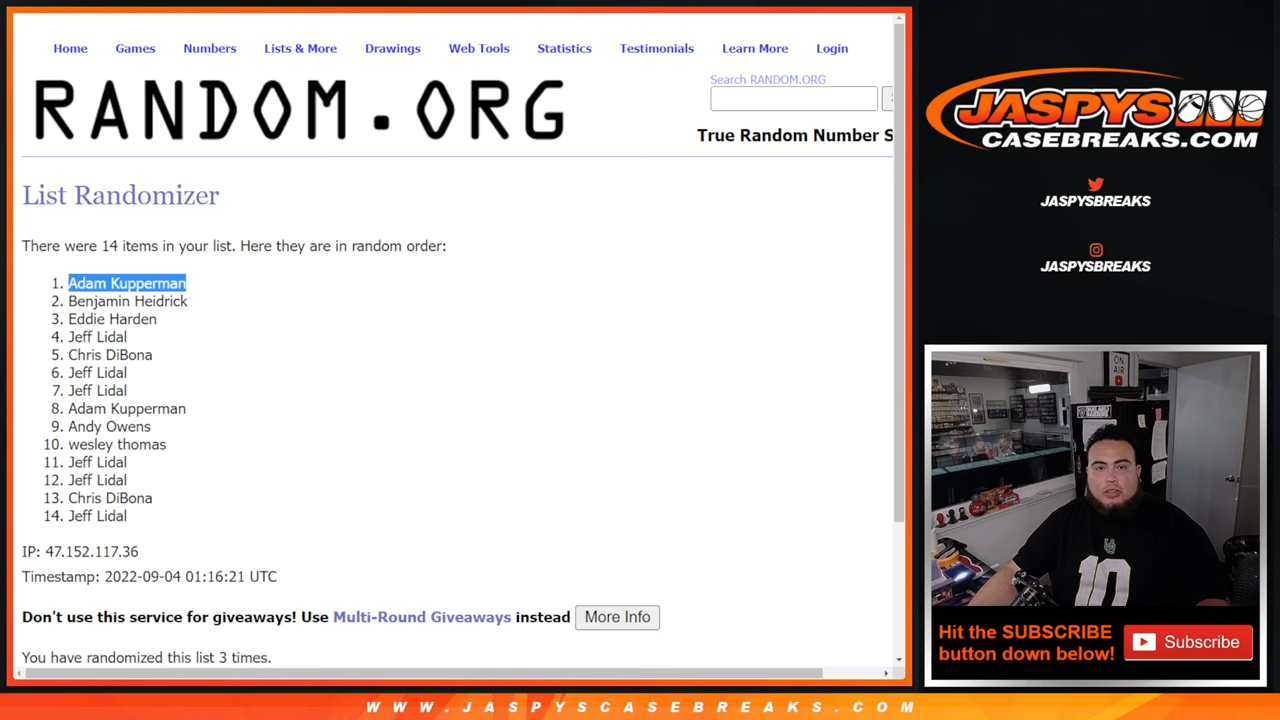 Home Games Numbers Lists & More Drawings Web Tools Statistics Testimonials Learn More Login
RANDOM.ORG
Search RANDOM.ORG
True Random Number S
List Randomizer
There were 14 items in your list. Here they are in random order:
1. Adam Kupperman
2. Benjamin Heidrick
3. Eddie Harden
4. Jeff Lidal
5. Chris DiBona
6. Jeff Lidal
7. Jeff Lidal
8. Adam Kupperman
9. Andy Owens
10. wesley thomas
11. Jeff Lidal
12. Jeff Lidal
13. Chris DiBona
14. Jeff Lidal
IP: 47.152.117.36
Timestamp: 2022-09-04 01:16:21 UTC
Don't use this service for giveaways! Use Multi-Round Giveaways instead More Info
You have randomized this list 3 times.
JASPYS
CASEBREAKS.COM
JASPYSBREAKS
JASPYSBREAKS
ON
AIR
10
Hit the SUBSCRIBE
button down below!
Subscribe
WWW.JASPYSCASEBREAKS.COM